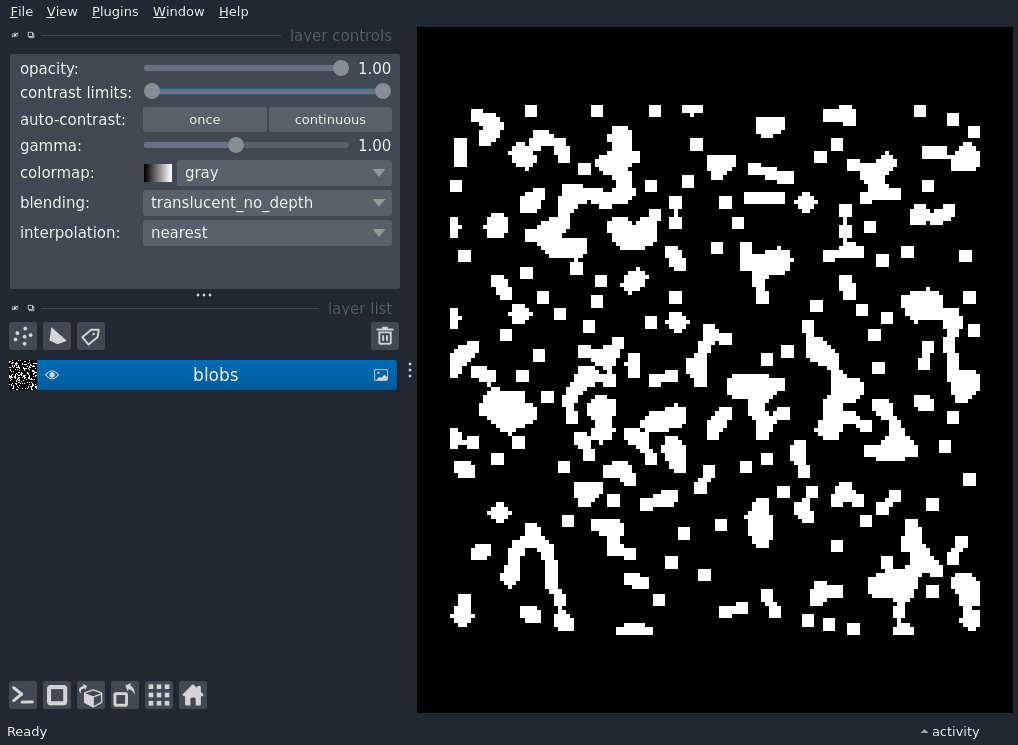 File View Plugins Window Help
layer controls
opacity: 1.00
contrast limits:
auto-contrast: once continuous
gamma: 1.00
colormap: gray
blending: translucent_no_depth
interpolation: nearest
layer list
blobs
Ready activity